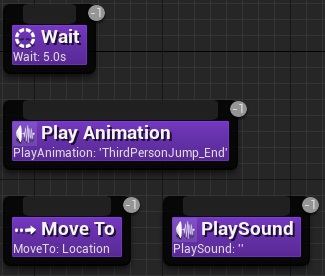 -1
Wait
Wait: 5.0s
-1
Play Animation
PlayAnimation: 'ThirdPersonJump_End'
-1
Move To
MoveTo: Location
-1
PlaySound
PlaySound: ''